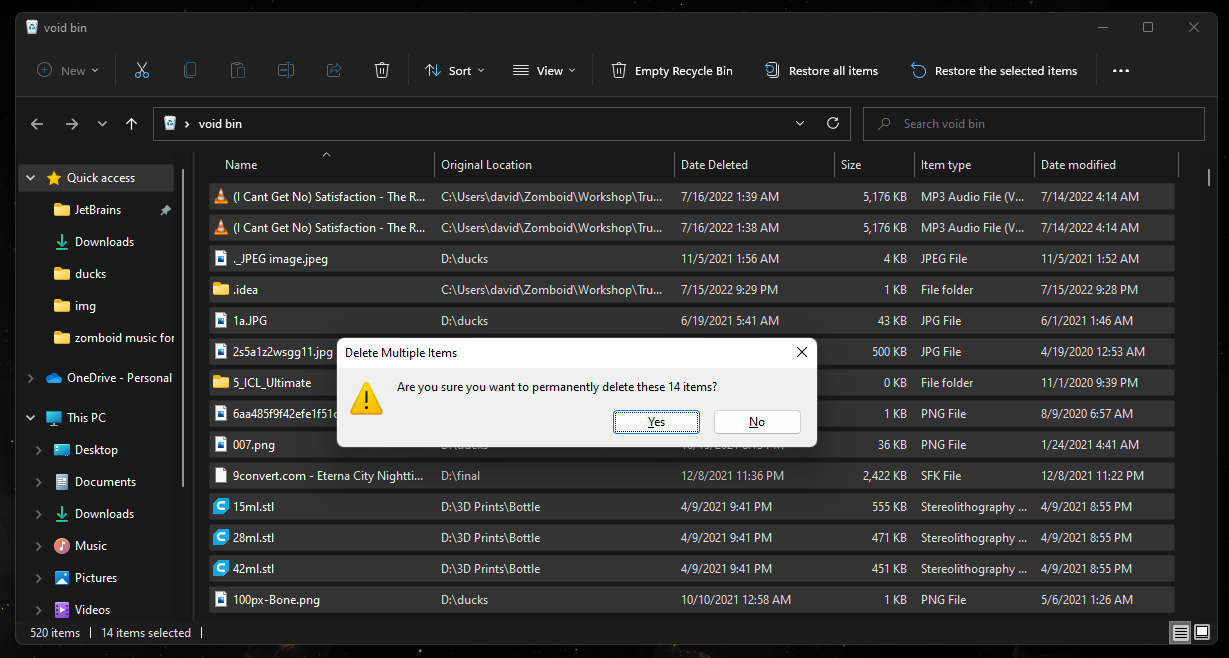 void bin
New
Sort
View
Empty Recycle Bin
Restore all items
Restore the selected items
void bin
Search void bin
Quick access
JetBrains
Downloads
ducks
img
zomboid music for
OneDrive - Personal
This PC
Desktop
Documents
Downloads
Music
Pictures
Videos
Name Original Location Date Deleted Size Item type Date modified
(I Cant Get No) Satisfaction - The R... C:\Users\david\Zomboid\Workshop\Tru... 7/16/2022 1:39 AM 5,176 KB MP3 Audio File (V... 7/14/2022 4:14 AM
(I Cant Get No) Satisfaction - The R... C:\Users\david\Zomboid\Workshop\Tru... 7/16/2022 1:38 AM 5,176 KB MP3 Audio File (V... 7/14/2022 4:14 AM
._JPEG image.jpeg D:\ducks 11/5/2021 1:56 AM 4 KB JPEG File 11/5/2021 1:52 AM
.idea C:\Users\david\Zomboid\Workshop\Tru... 7/15/2022 9:29 PM 1 KB File folder 7/15/2022 9:28 PM
1a.JPG D:\ducks 6/19/2021 5:41 AM 43 KB JPG File 6/1/2021 1:46 AM
2s5a1z2wsgg11.jpg 500 KB JPG File 4/19/2020 12:53 AM
5_ICL_Ultimate 0 KB File folder 11/1/2020 9:39 PM
6aa485f9f42efe1f51c 1 KB PNG File 8/9/2020 6:57 AM
007.png D:\ducks 36 KB PNG File 1/24/2021 4:41 AM
9convert.com - Eterna City Nightti... D:\final 12/8/2021 11:36 PM 2,422 KB SFK File 12/8/2021 11:22 PM
15ml.stl D:\3D Prints\Bottle 4/9/2021 9:41 PM 555 KB Stereolithography ... 4/9/2021 8:55 PM
28ml.stl D:\3D Prints\Bottle 4/9/2021 9:41 PM 471 KB Stereolithography ... 4/9/2021 8:55 PM
42ml.stl D:\3D Prints\Bottle 4/9/2021 9:41 PM 451 KB Stereolithography ... 4/9/2021 8:55 PM
100px-Bone.png D:\ducks 10/10/2021 12:58 AM 1 KB PNG File 5/6/2021 1:26 AM
Delete Multiple Items
Are you sure you want to permanently delete these 14 items?
Yes No
520 items 14 items selected